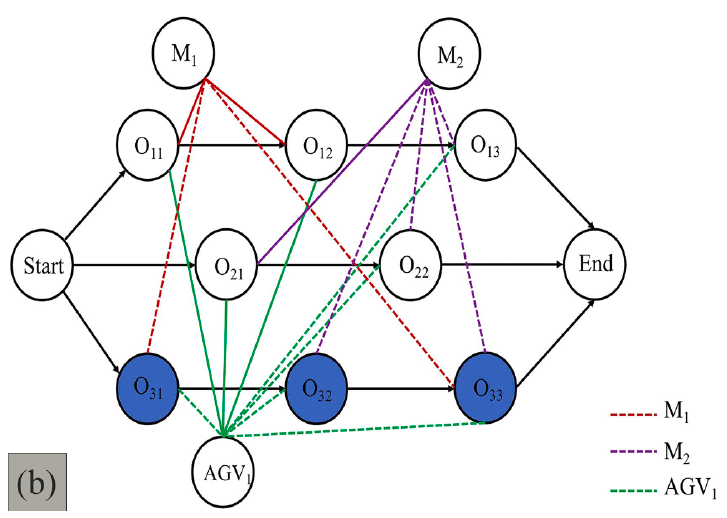 M₁ M₂
O₁₁ O₁₂ O₁₃
Start O₂₁ O₂₂ End
O₃₁ O₃₂ O₃₃
M₁
M₂
AGV₁
AGV₁
(b)